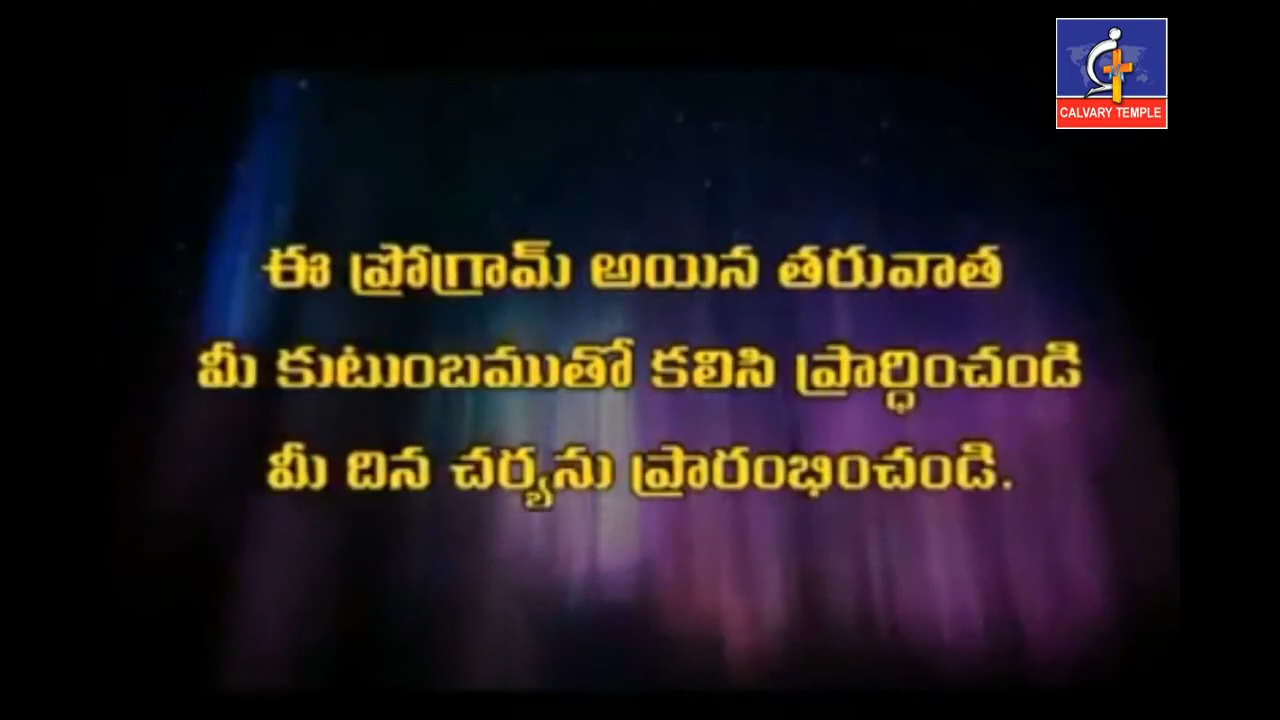 CALVARY TEMPLE
ఈ ప్రోగ్రామ్ అయిన తరువాత
మీ కుటుంబముతో కలిసి ప్రార్ధించండి
మీ దిన చర్యను ప్రారంభించండి.